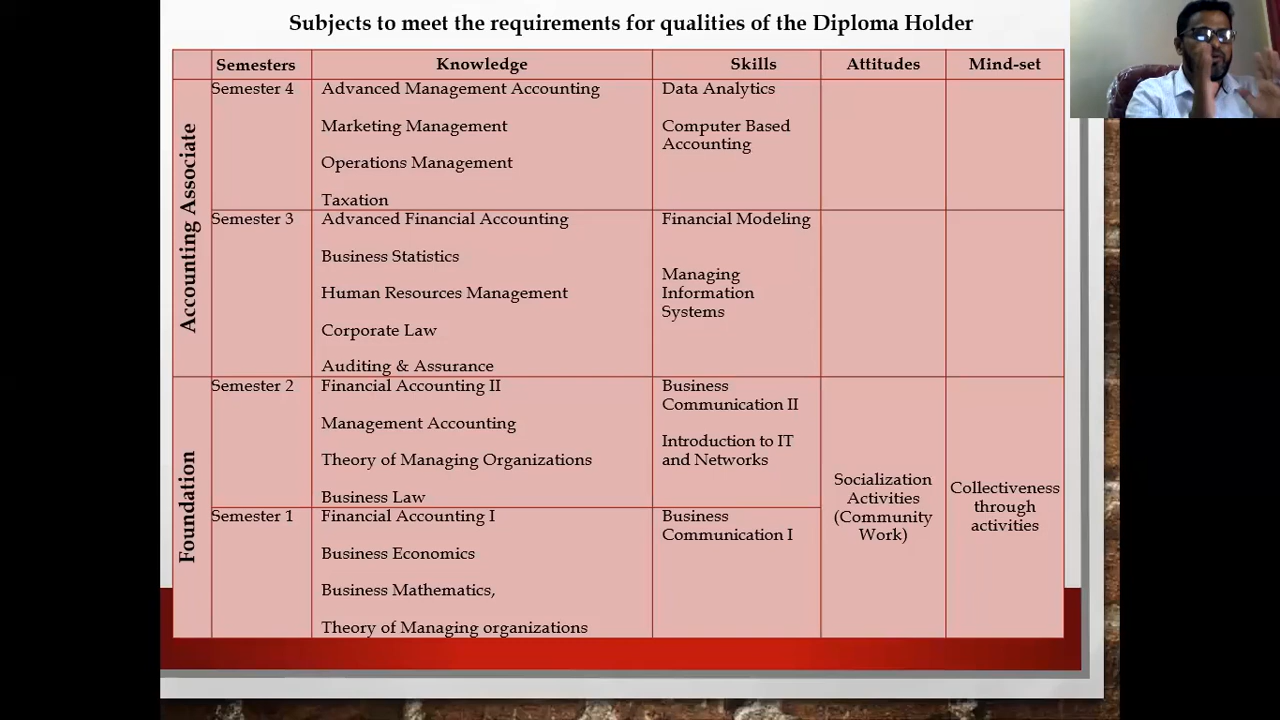 Subjects to meet the requirements for qualities of the Diploma Holder
Semesters
Knowledge
Skills
Attitudes
Mind-set
Accounting Associate
Semester 4
Advanced Management Accounting
Marketing Management
Operations Management
Taxation
Data Analytics
Computer Based
Accounting
Semester 3
Advanced Financial Accounting
Business Statistics
Human Resources Management
Corporate Law
Auditing & Assurance
Financial Modeling
Managing
Information
Systems
Foundation
Semester 2
Financial Accounting II
Management Accounting
Theory of Managing Organizations
Business Law
Business
Communication II
Introduction to IT
and Networks
Semester 1
Financial Accounting I
Business Economics
Business Mathematics,
Theory of Managing organizations
Business
Communication I
Socialization
Activities
(Community
Work)
Collectiveness
through
activities